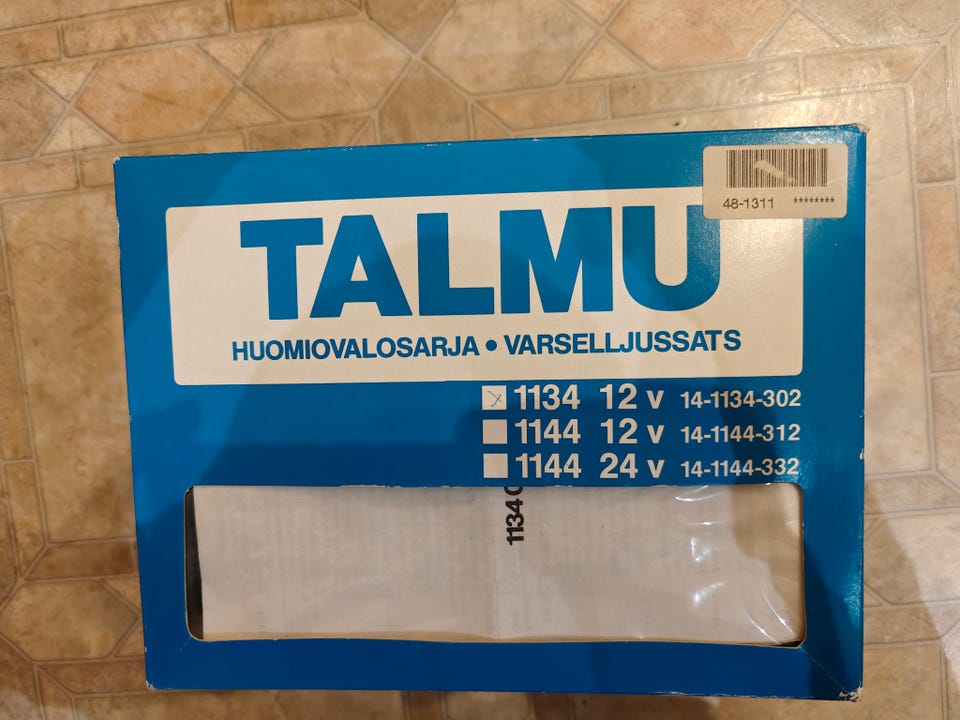 48-1311 ********
TALMU
HUOMIOVALOSARJA • VARSELLJUSSATS
1134 12 V 14-1134-302
1144 12 V 14-1144-312
1144 24 V 14-1144-332
1134